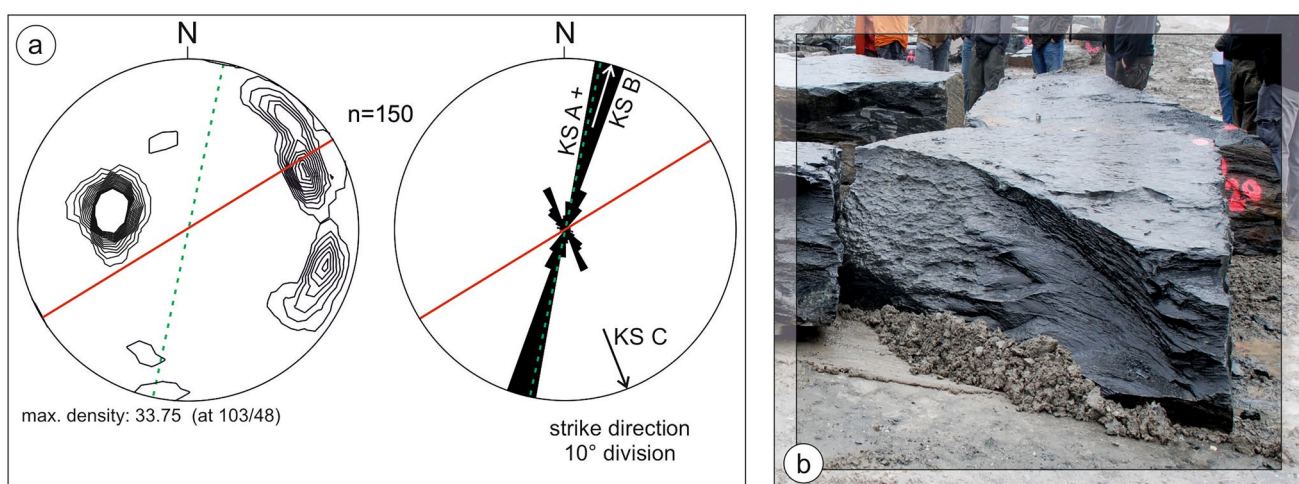 a
N
n=150
max. density: 33.75 (at 103/48)
N
KS A +
KS B
KS C
strike direction
10° division
b